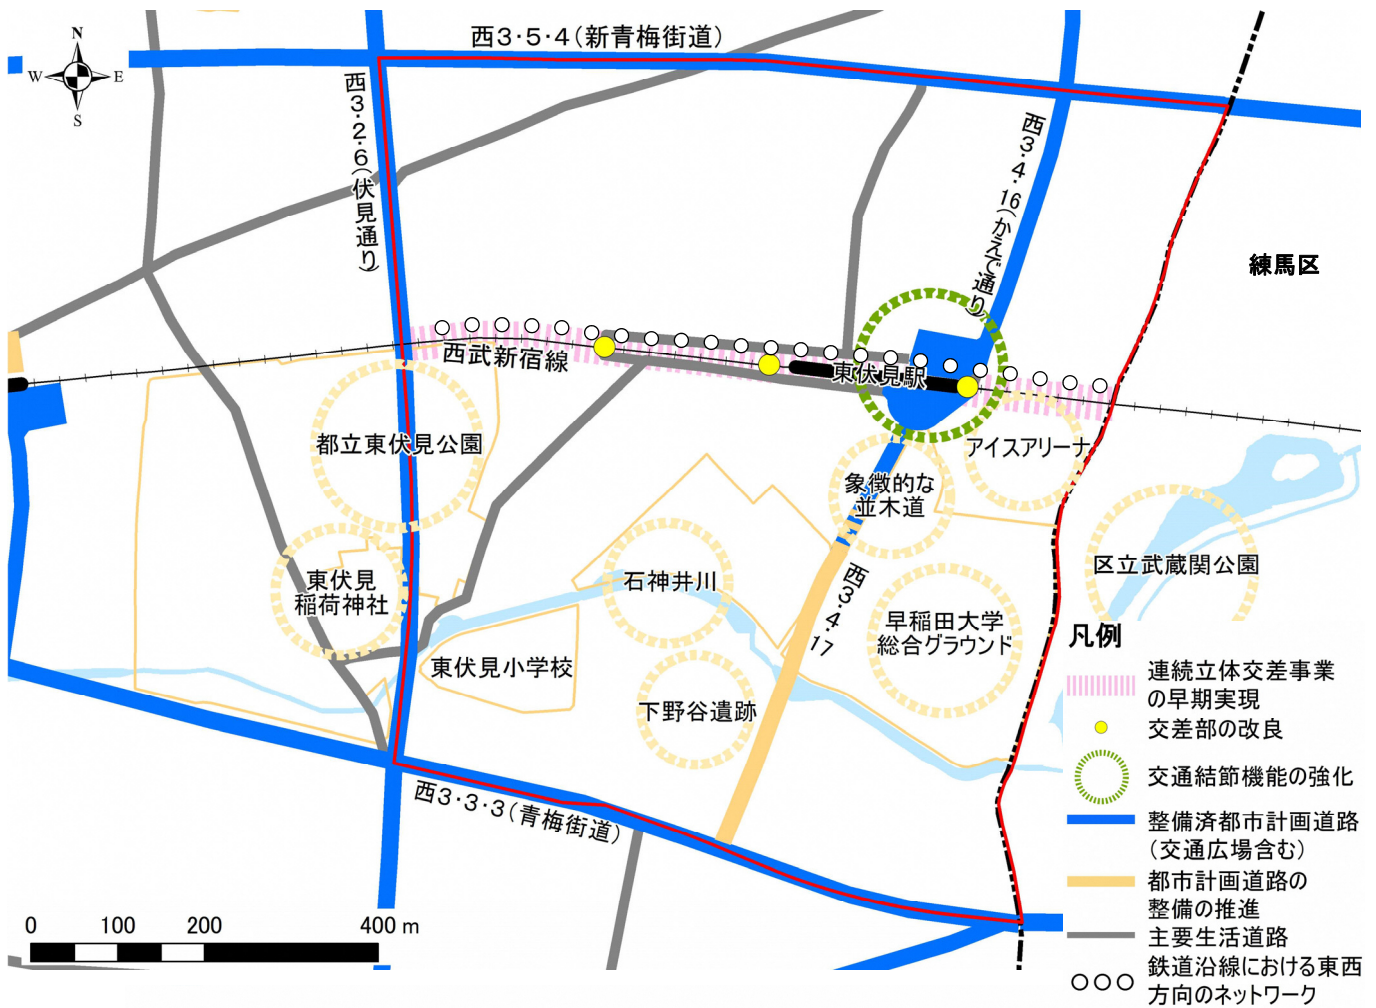 N
W
E
S
西3・5・4(新青梅街道)
西3・2・6(伏見通り)
西3・4・16(かえで通り)
練馬区
西武新宿線
東伏見駅
都立東伏見公園
アイスアリーナ
象徴的な
並木道
区立武蔵関公園
東伏見
稲荷神社
石神井川
西3・4・17
早稲田大学
総合グラウンド
東伏見小学校
下野谷遺跡
西3・3・3(青梅街道)
凡例
連続立体交差事業
の早期実現
交差部の改良
交通結節機能の強化
整備済都市計画道路
(交通広場含む)
都市計画道路の
整備の推進
主要生活道路
鉄道沿線における東西
方向のネットワーク
0 100 200 400 m